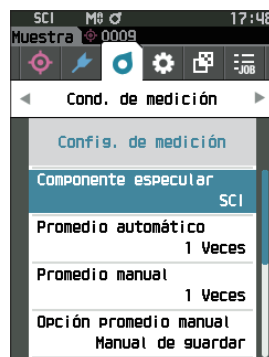 SCI M0 17:48
Muestra 0009
-JOB
Cond. de medición
Config. de medición
Componente especular
SCI
Promedio automático
1 Veces
Promedio manual
1 Veces
Opción promedio manual
Manual de guardar